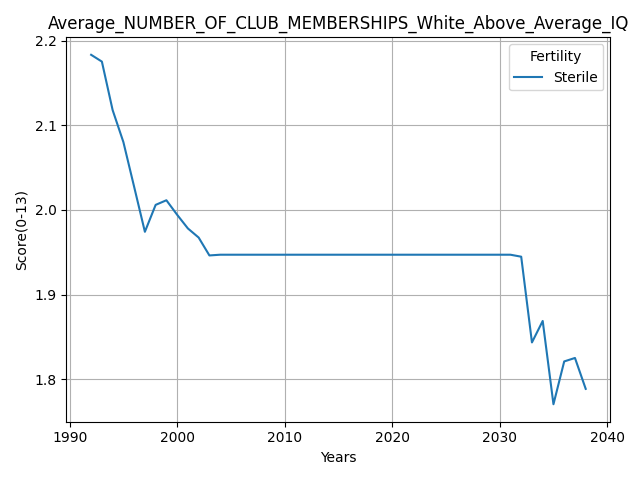 Average_NUMBER_OF_CLUB_MEMBERSHIPS_White_Above_Average_IQ
Fertility
Sterile
2.2
2.1
2.0
1.9
1.8
Score(0-13)
1990
2000
2010
2020
2030
2040
Years